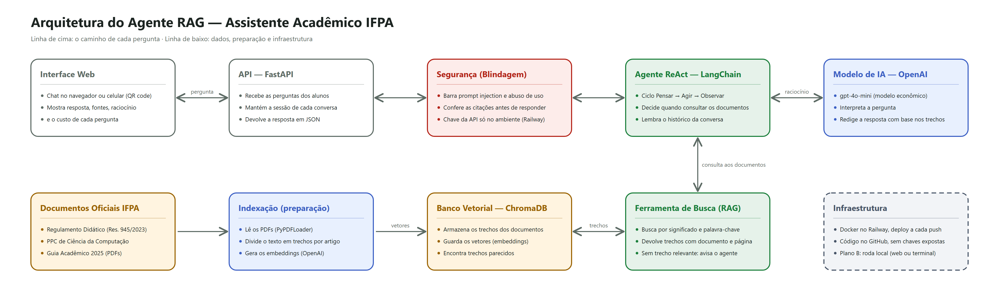 Arquitetura do Agente RAG — Assistente Acadêmico IFPA
Linha de cima: o caminho de cada pergunta · Linha de baixo: dados, preparação e infraestrutura
Interface Web
• Chat no navegador ou celular (QR code)
• Mostra resposta, fontes, raciocínio
• e o custo de cada pergunta
pergunta
API — FastAPI
• Recebe as perguntas dos alunos
• Mantém a sessão de cada conversa
• Devolve a resposta em JSON
Segurança (Blindagem)
• Barra prompt injection e abuso de uso
• Confere as citações antes de responder
• Chave da API só no ambiente (Railway)
Agente ReAct — LangChain
• Ciclo Pensar → Agir → Observar
• Decide quando consultar os documentos
• Lembra o histórico da conversa
raciocínio
Modelo de IA — OpenAI
• gpt-4o-mini (modelo econômico)
• Interpreta a pergunta
• Redige a resposta com base nos trechos
consulta aos documentos
Documentos Oficiais IFPA
• Regulamento Didático (Res. 945/2023)
• PPC de Ciência da Computação
• Guia Acadêmico 2025 (PDFs)
Indexação (preparação)
• Lê os PDFs (PyPDFLoader)
• Divide o texto em trechos por artigo
• Gera os embeddings (OpenAI)
vetores
Banco Vetorial — ChromaDB
• Armazena os trechos dos documentos
• Guarda os vetores (embeddings)
• Encontra trechos parecidos
trechos
Ferramenta de Busca (RAG)
• Busca por significado e palavra-chave
• Devolve trechos com documento e página
• Sem trecho relevante: avisa o agente
Infraestrutura
• Docker no Railway, deploy a cada push
• Código no GitHub, sem chaves expostas
• Plano B: roda local (web ou terminal)